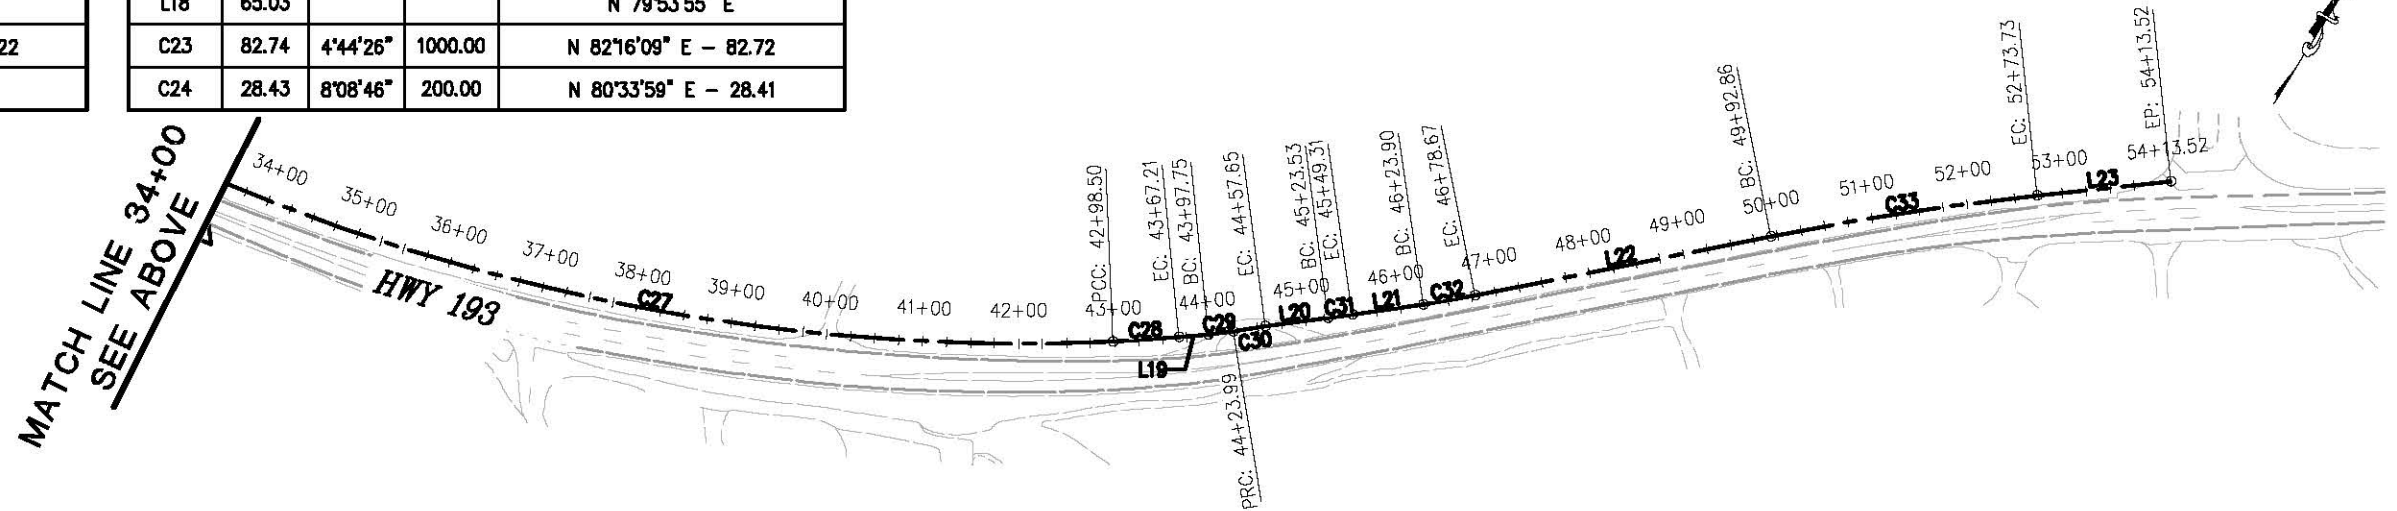 L18 65.03 N 79°53'55" E
22
C23 82.74 4°44'26" 1000.00 N 82°16'09" E - 82.72
C24 28.43 8°08'46" 200.00 N 80°33'59" E - 28.41
MATCH LINE 34+00
SEE ABOVE
HWY 193
34+00
35+00
36+00
37+00
38+00
C27
39+00
40+00
41+00
42+00
43+00
PCC: 42+98.50
C28
EC: 43+67.21
L19
BC: 43+97.75
44+00
C29
PRC: 44+23.99
C30
EC: 44+57.65
45+00
L20
BC: 45+23.53
C31
EC: 45+49.31
46+00
L21
BC: 46+23.90
C32
EC: 46+78.67
47+00
48+00
L22
49+00
BC: 49+92.86
50+00
51+00
C33
52+00
EC: 52+73.73
53+00
L23
54+13.52
EP: 54+13.52